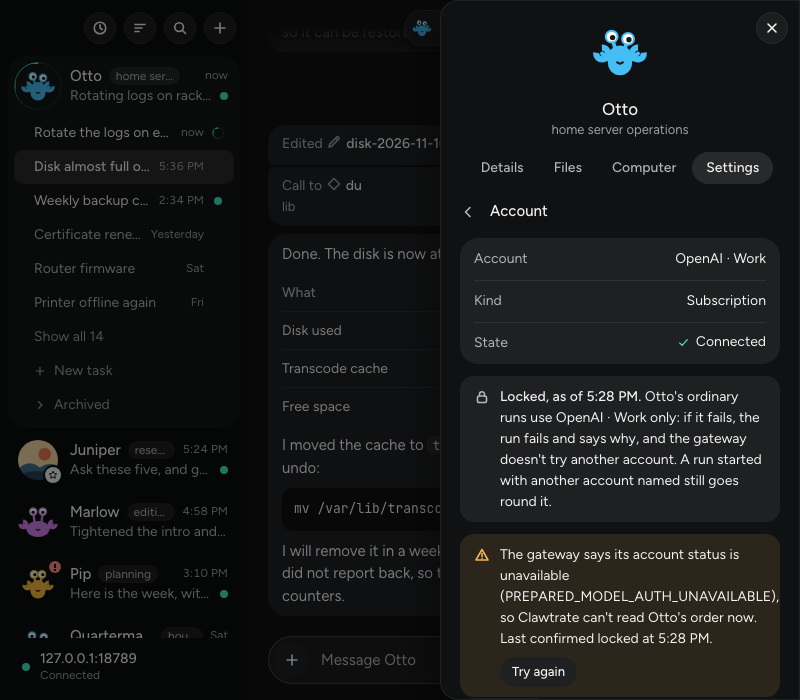 Otto home ser... now
Rotating logs on rack...
Rotate the logs on e... now
Disk almost full o... 5:36 PM
Weekly backup c... 2:34 PM
Certificate rene... Yesterday
Router firmware Sat
Printer offline again Fri
Show all 14
+ New task
Archived
Juniper rese... 5:24 PM
Ask these five, and g...
Marlow editi... 4:58 PM
Tightened the intro and...
Pip planning 3:10 PM
Here is the week, wit...
Quarterma hou... Sat
127.0.0.1:18789
Connected
so it can be restor
Edited disk-2026-11-1
Call to du
lib
Done. The disk is now at
What
Disk used
Transcode cache
Free space
I moved the cache to
undo:
mv /var/lib/transco
I will remove it in a week
did not report back, so t
counters.
+ Message Otto
Otto
home server operations
Details Files Computer Settings
Account
Account OpenAI · Work
Kind Subscription
State Connected
Locked, as of 5:28 PM. Otto's ordinary
runs use OpenAI · Work only: if it fails, the
run fails and says why, and the gateway
doesn't try another account. A run started
with another account named still goes
round it.
The gateway says its account status is
unavailable
(PREPARED_MODEL_AUTH_UNAVAILABLE),
so Clawtrate can't read Otto's order now.
Last confirmed locked at 5:28 PM.
Try again